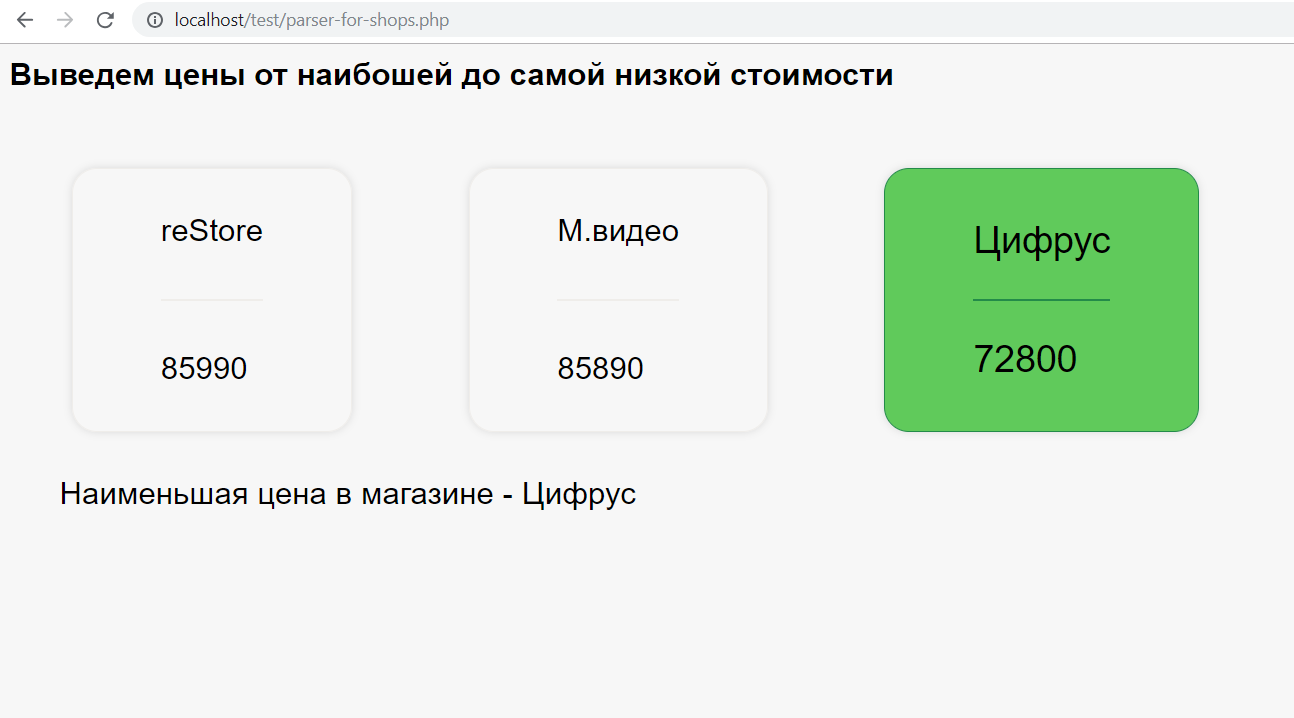 localhost/test/parser-for-shops.php
Выведем цены от наибошей до самой низкой стоимости
reStore
85990
М.видео
85890
Цифрус
72800
Наименьшая цена в магазине - Цифрус